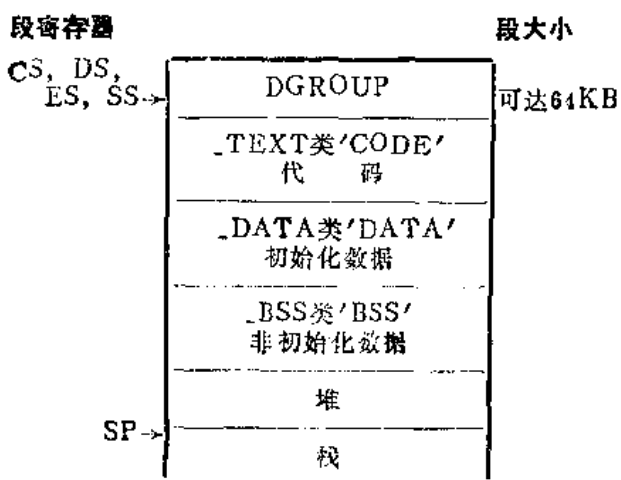 段寄存器 段大小
CS, DS,
ES, SS→ DGROUP 可达64KB
_TEXT类'CODE'
代 码
_DATA类'DATA'
初始化数据
_BSS类'BSS'
非初始化数据
堆
SP→
栈